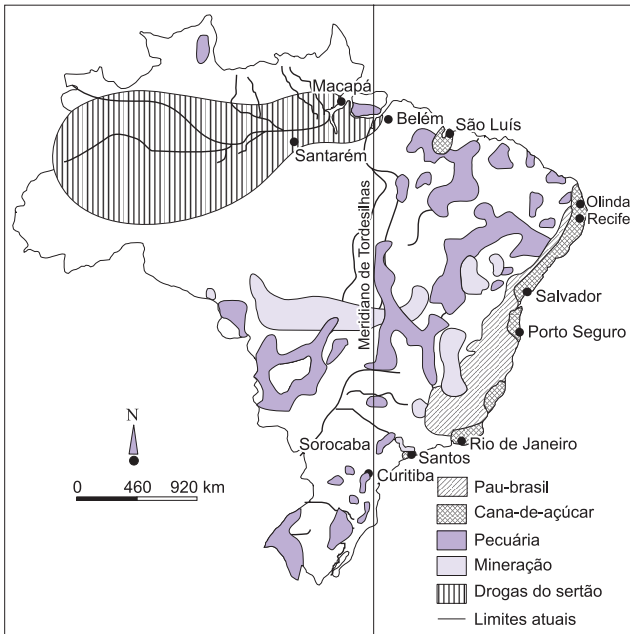 Macapá
Belém
São Luís
Santarém
Meridiano de Tordesilhas
Olinda
Recife
Salvador
Porto Seguro
N
Sorocaba
Rio de Janeiro
Santos
Curitiba
0 460 920 km
Pau-brasil
Cana-de-açúcar
Pecuária
Mineração
Drogas do sertão
Limites atuais